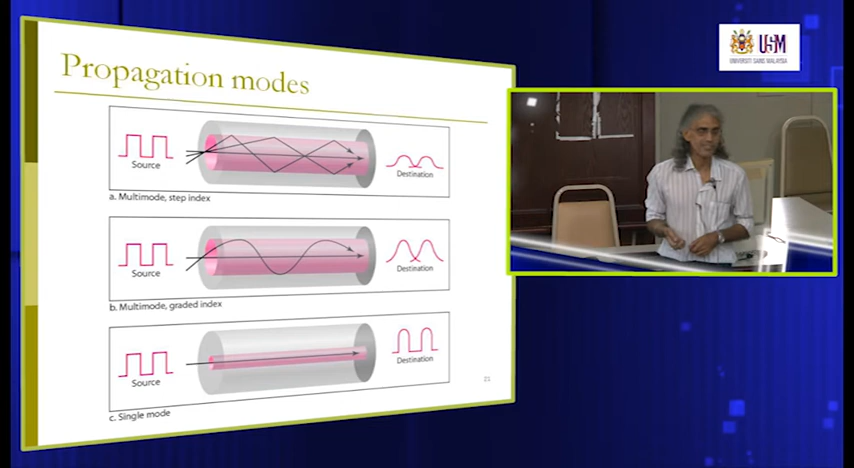 Propagation modes
Source
Destination
a. Multimode, step index
Source
Destination
b. Multimode, graded index
Source
Destination
c. Single mode
21
USM
UNIVERSITI SAINS MALAYSIA